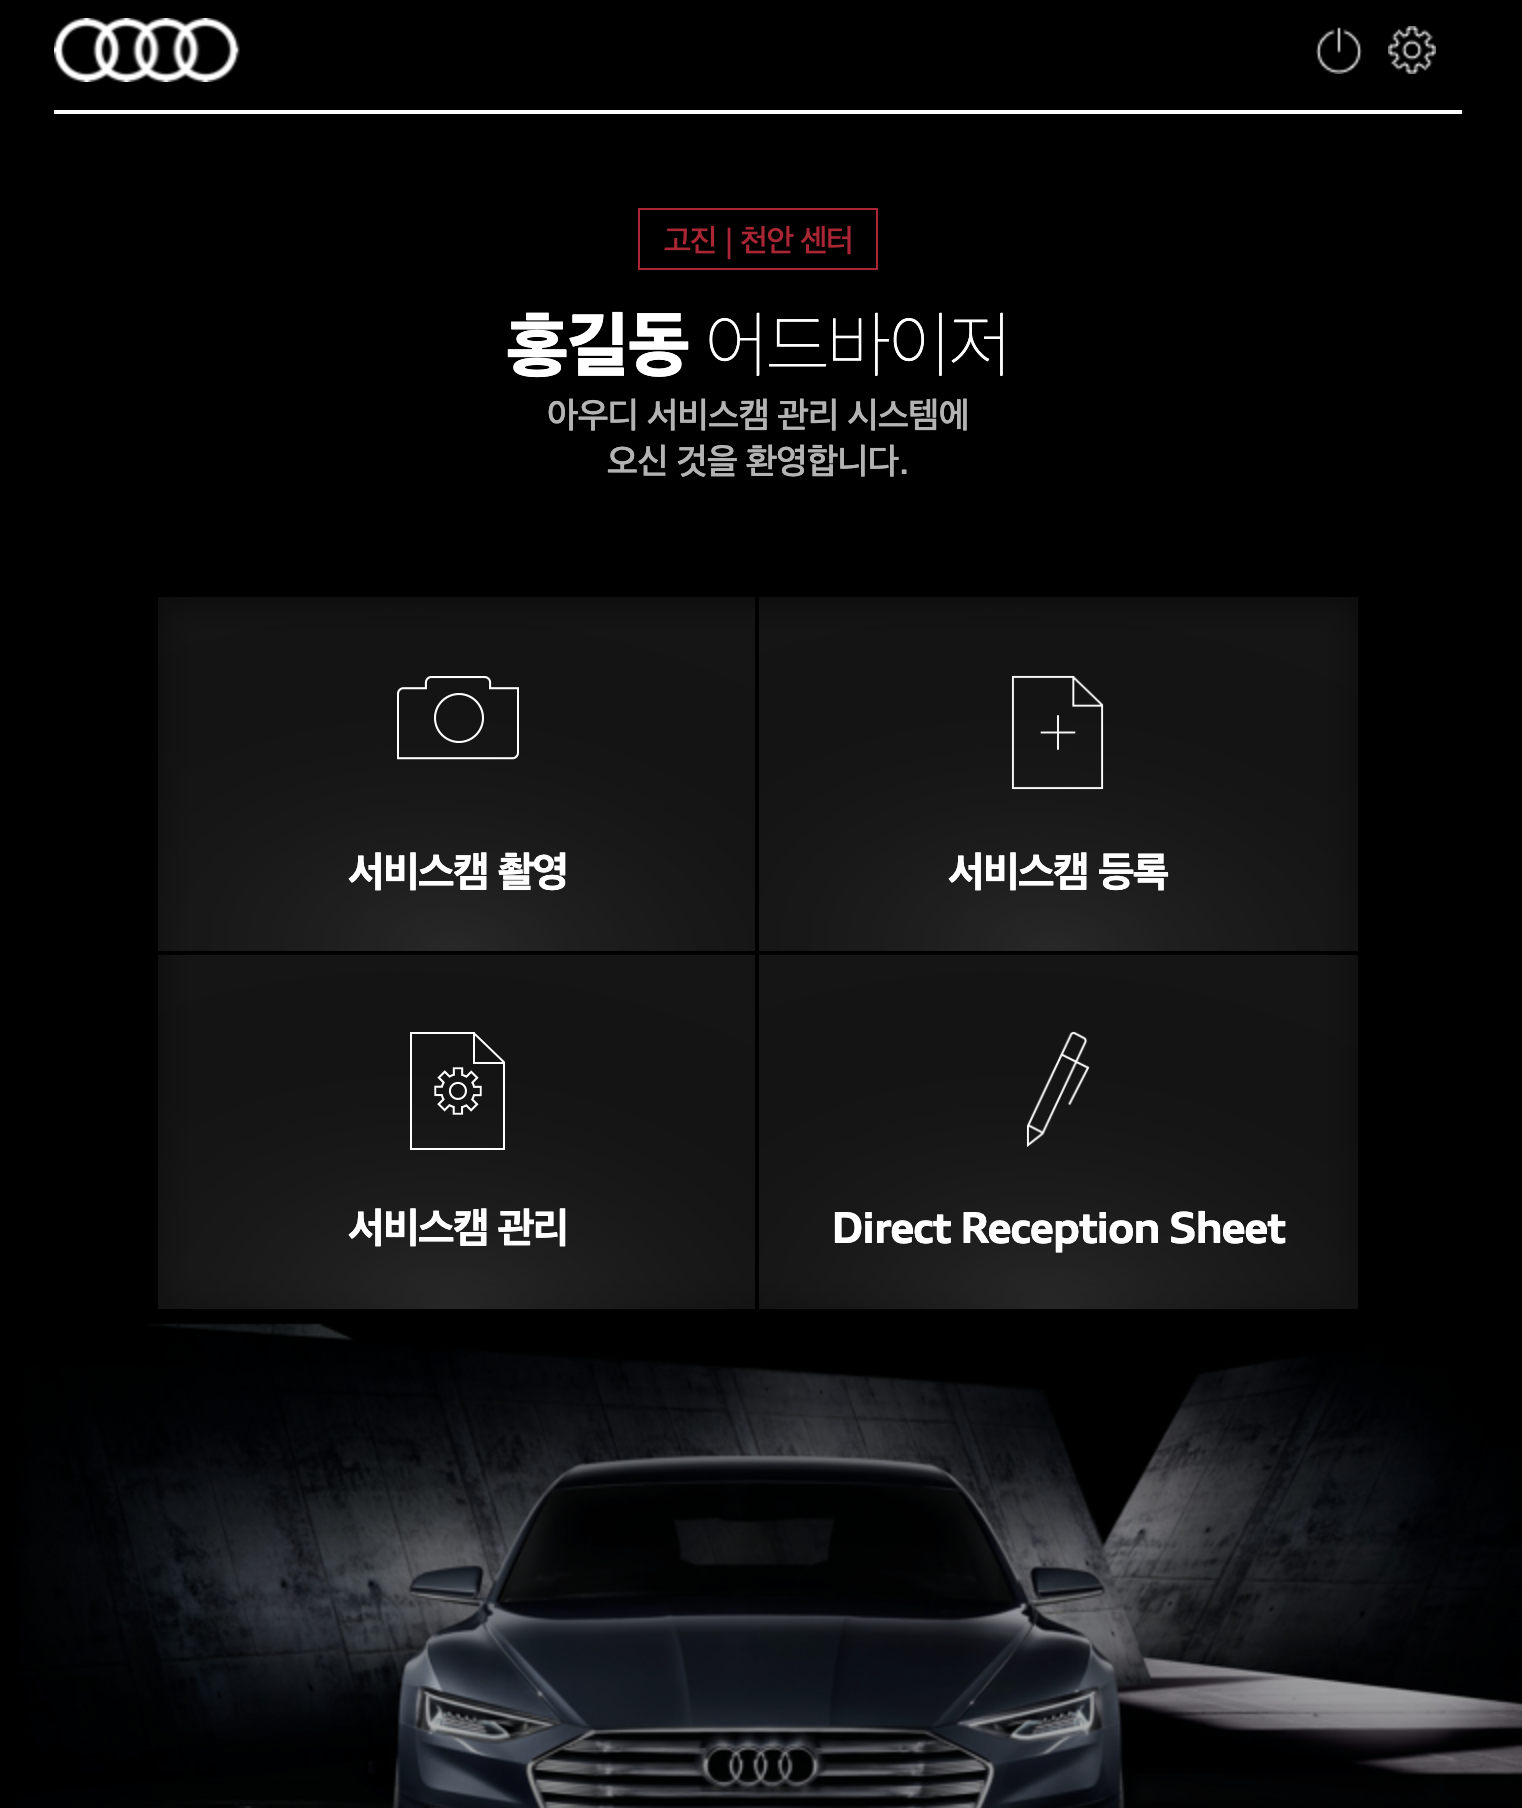 고진 | 천안 센터
홍길동 어드바이저
아우디 서비스캠 관리 시스템에
오신 것을 환영합니다.
서비스캠 촬영
서비스캠 등록
서비스캠 관리
Direct Reception Sheet